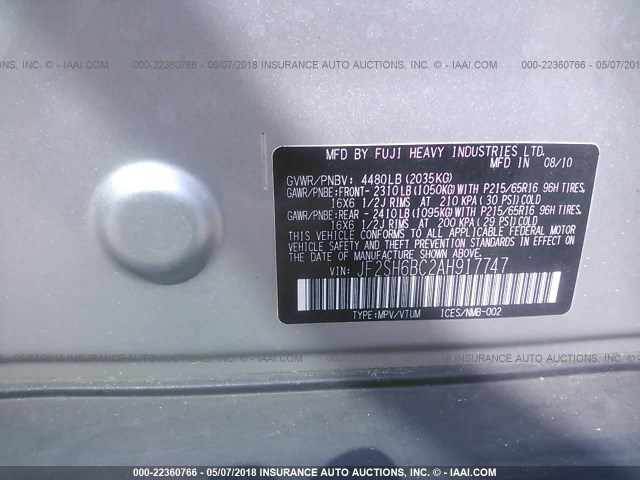 000-22360766 - 05/07/2018 INSURANCE AUTO AUCTIONS, INC. © - IAAI.COM
MFD BY FUJI HEAVY INDUSTRIES LTD.
MFD IN 08/10
GVWR/PNBV: 4480LB (2035KG)
GAWR/PNBE:FRONT- 2310LB (1050KG) WITH P215/65R16 96H TIRES,
16X6 1/2J RIMS AT 210 KPA( 30 PSI)COLD
GAWR/PNBE:REAR - 2410LB (1095KG) WITH P215/65R16 96H TIRES,
16X6 1/2J RIMS AT 200 KPA( 29 PSI)COLD
THIS VEHICLE CONFORMS TO ALL APPLICABLE FEDERAL MOTOR
VEHICLE SAFETY AND THEFT PREVENTION STANDARDS IN EFFECT
ON THE DATE OF MANUFACTURE SHOWN ABOVE.
VIN: JF2SH6BC2AH917747
TYPE:MPV/VTUM ICES/NMB-002
000-22360766 - 05/07/2018 INSURANCE AUTO AUCTIONS, INC. © - IAAI.COM
000-22360766 - 05/07/2018 INSURANCE AUTO AUCTIONS, INC. © - IAAI.COM